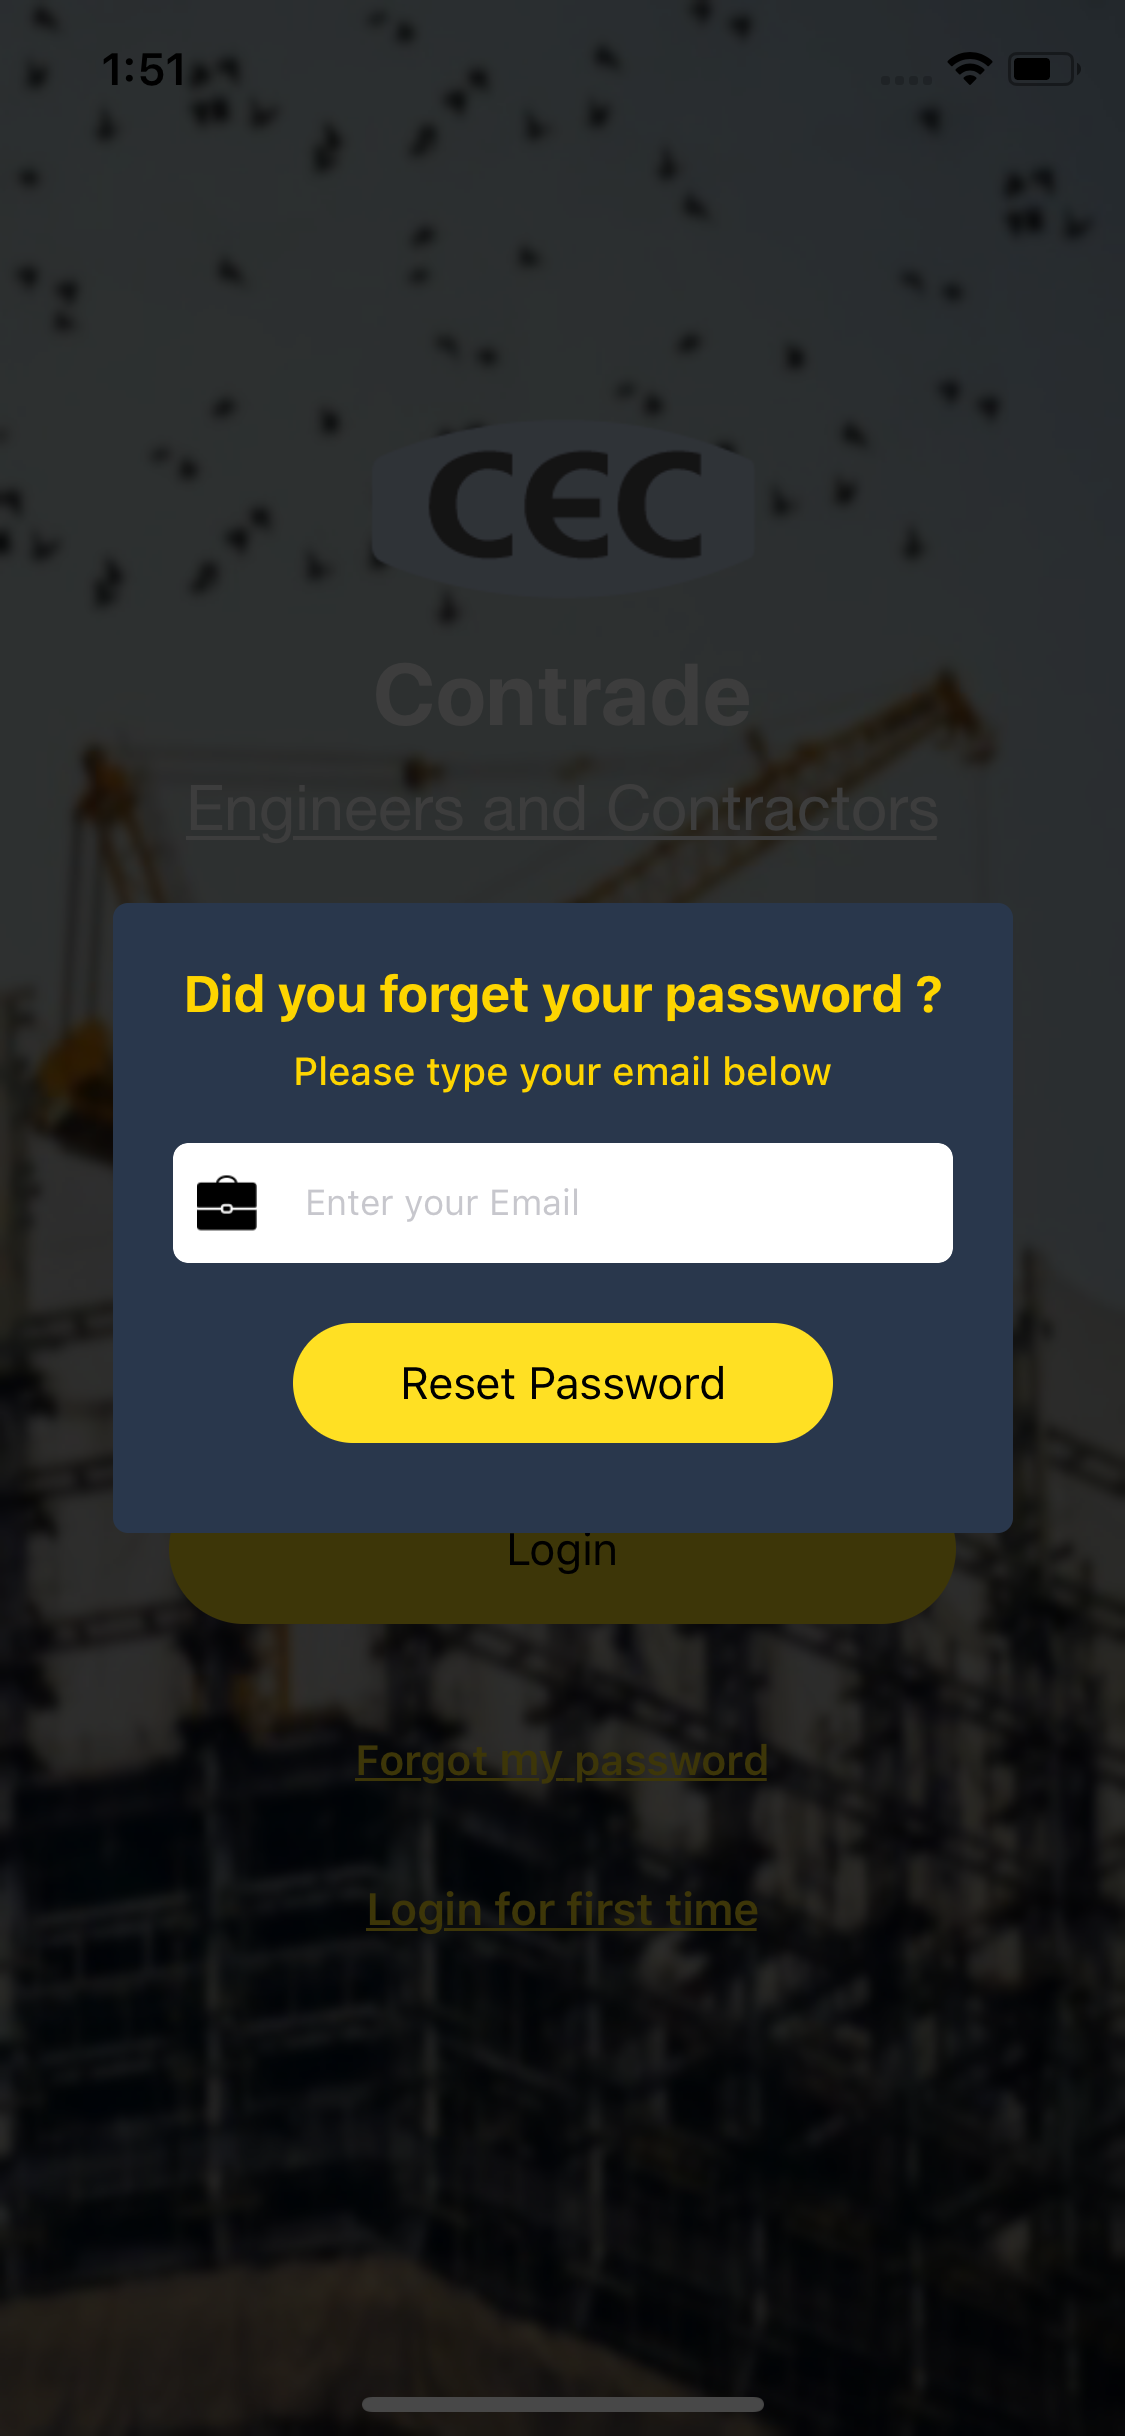 1:51
CEC
Contrade
Engineers and Contractors
Did you forget your password ?
Please type your email below
Enter your Email
Reset Password
Login
Forgot my password
Login for first time